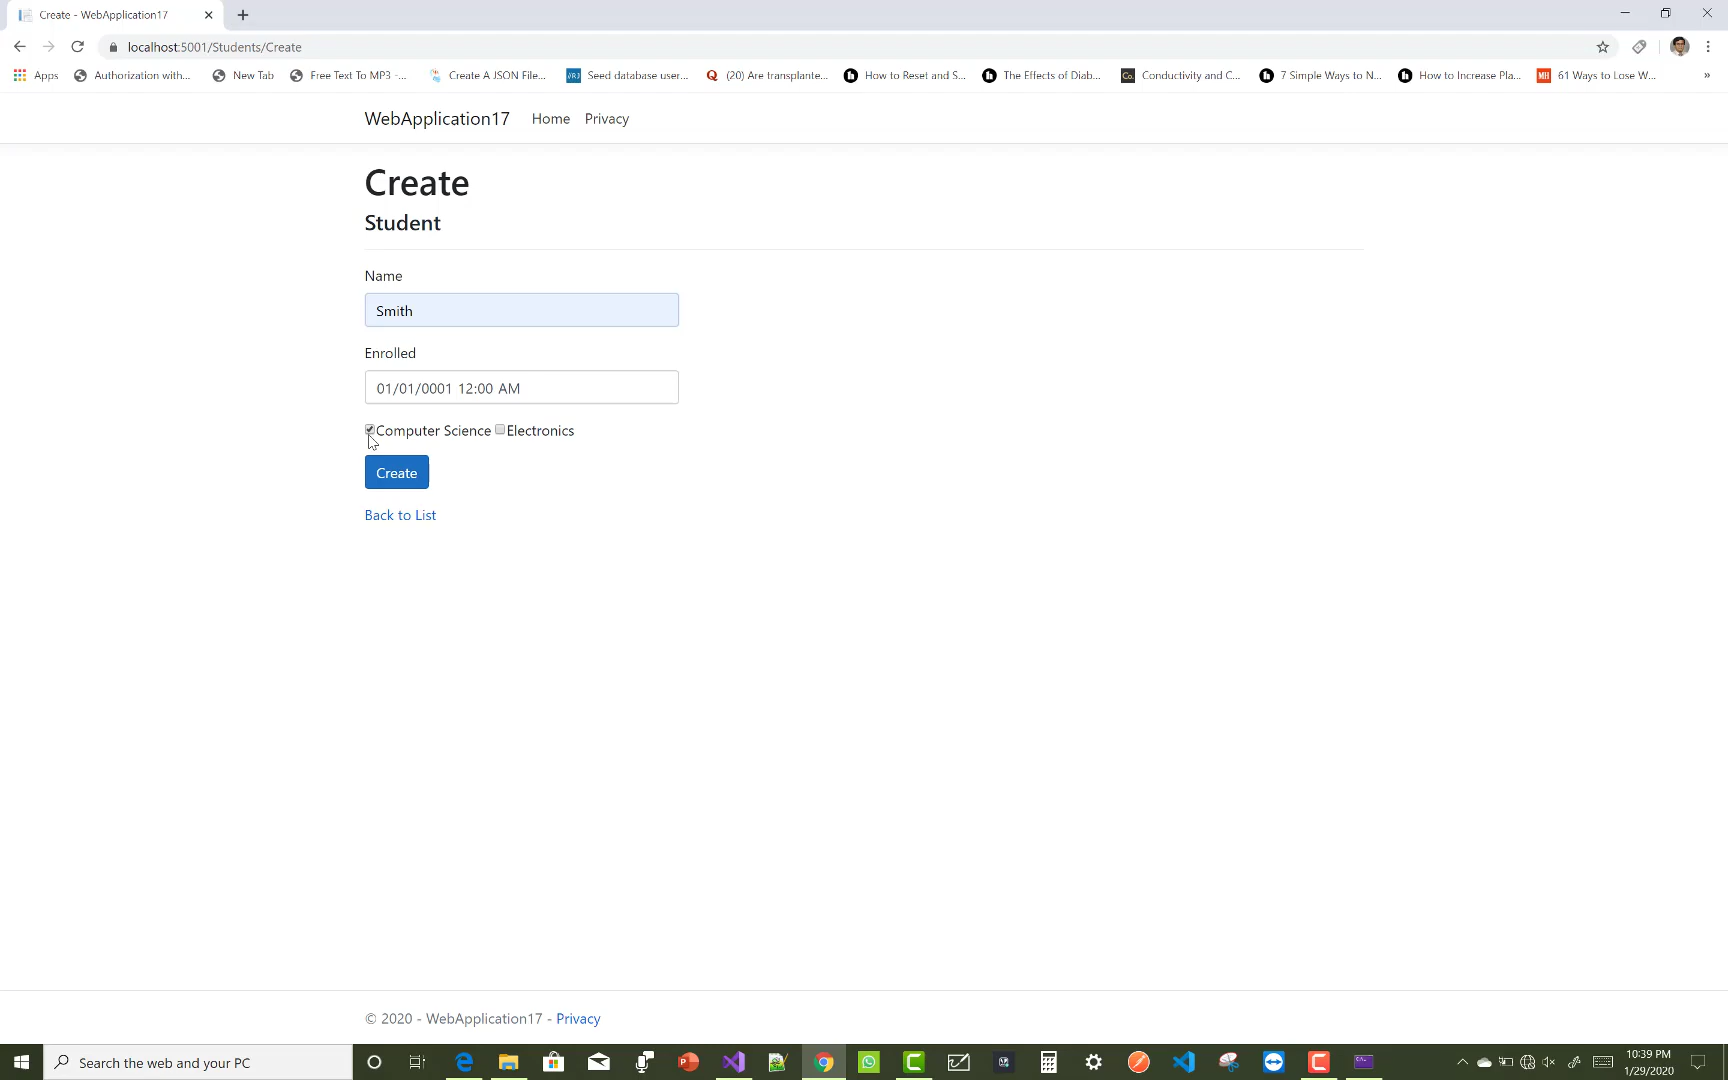 Create - WebApplication17
localhost:5001/Students/Create
Apps Authorization with... New Tab Free Text To MP3 -... Create A JSON File... Seed database user... (20) Are transplante... How to Reset and S... The Effects of Diab... Co. Conductivity and C... 7 Simple Ways to N... How to Increase Pla... MH 61 Ways to Lose W... »
WebApplication17 Home Privacy
Create
Student
Name
Smith
Enrolled
01/01/0001 12:00 AM
Computer Science Electronics
Create
Back to List
© 2020 - WebApplication17 - Privacy
Search the web and your PC
10:39 PM
1/29/2020